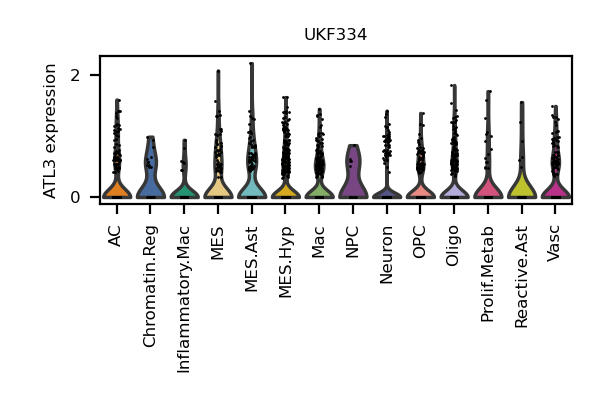 UKF334
ATL3 expression
2
0
AC
Chromatin.Reg
Inflammatory.Mac
MES
MES.Ast
MES.Hyp
Mac
NPC
Neuron
OPC
Oligo
Prolif.Metab
Reactive.Ast
Vasc